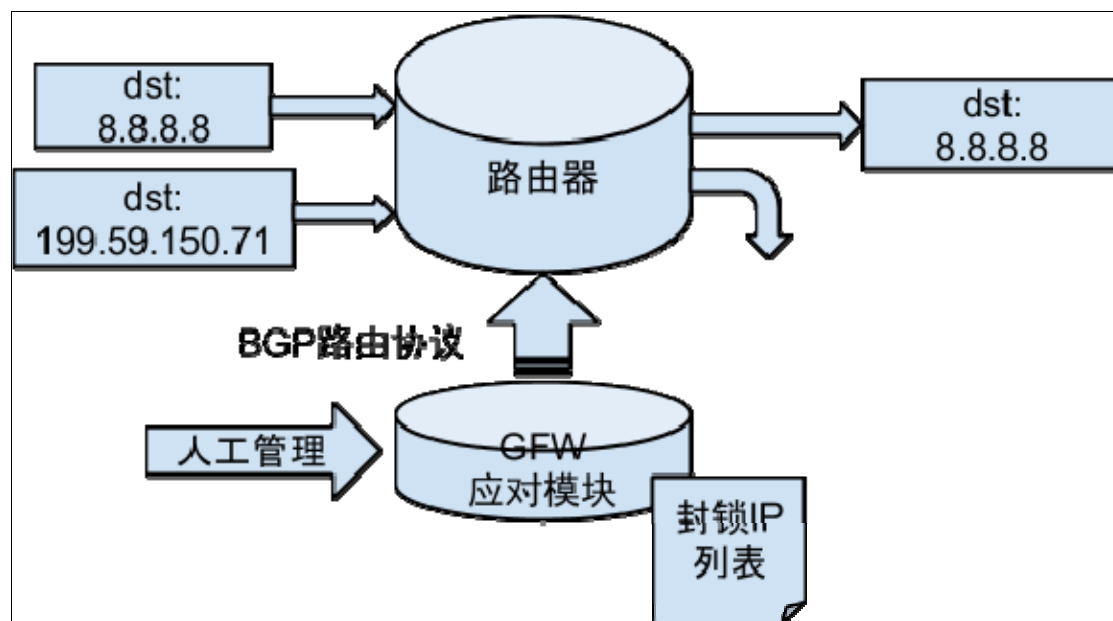 dst:
8.8.8.8
dst:
199.59.150.71
路由器
dst:
8.8.8.8
BGP路由协议
人工管理
GFW
应对模块
封锁IP
列表